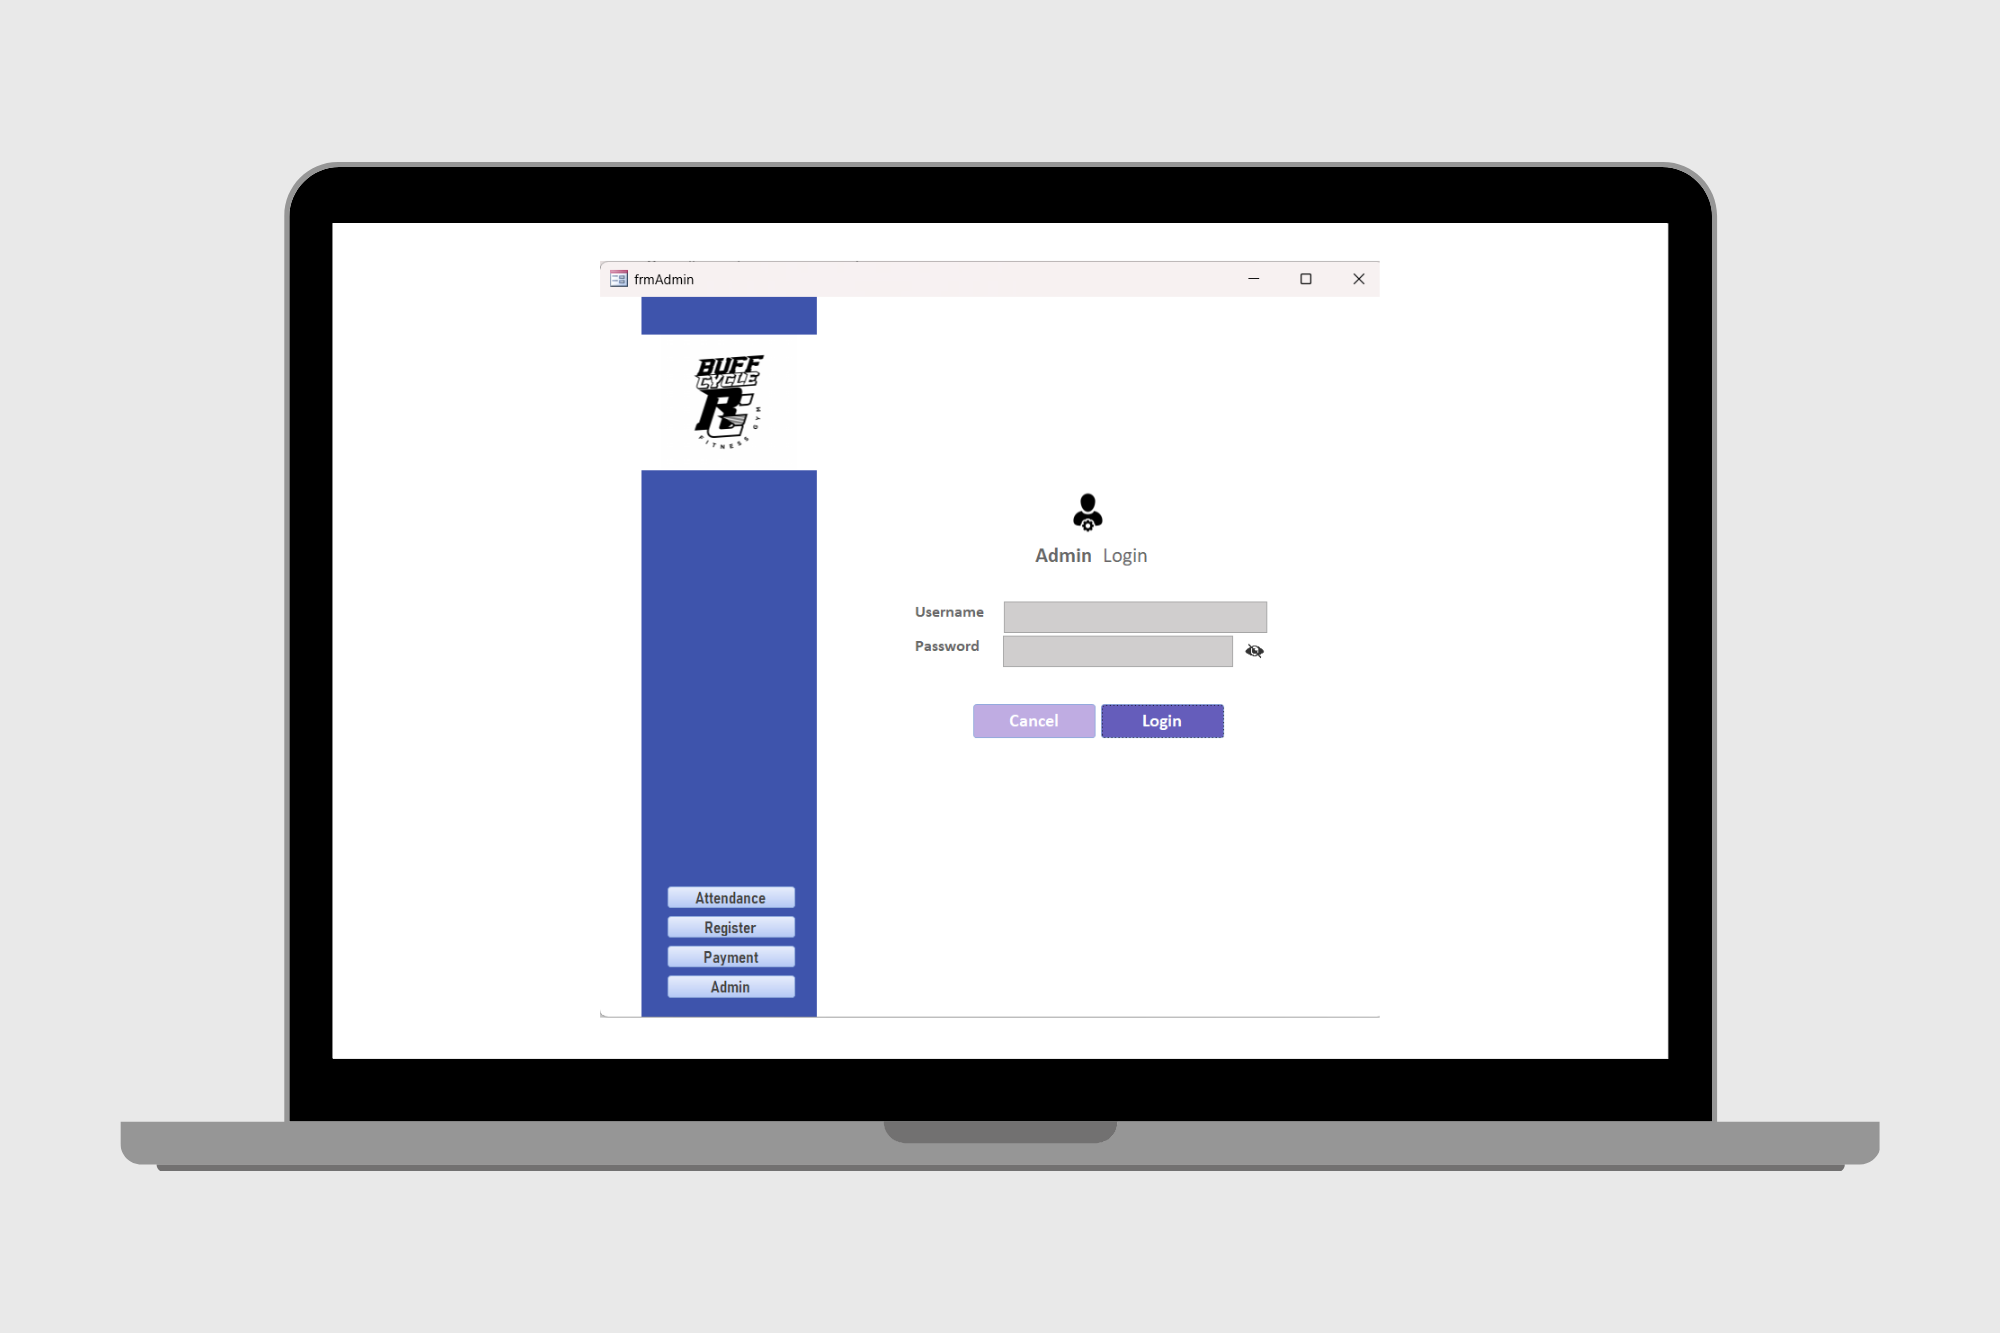 frmAdmin
BUFF
CYCLE
FITNESS GYM
Admin Login
Username
Password
Cancel Login
Attendance
Register
Payment
Admin